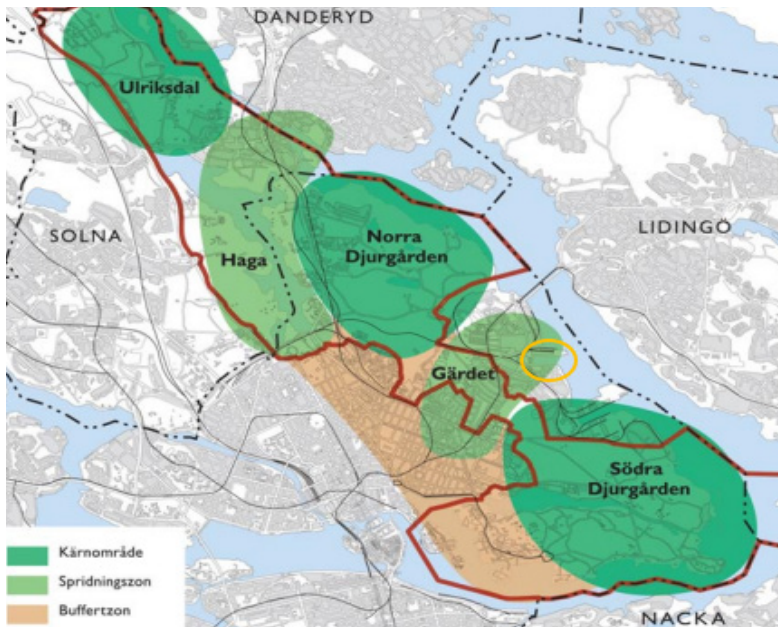 DANDERYD
Ulriksdal
SOLNA
Haga
Norra
Djurgården
LIDINGÖ
Gärdet
Södra
Djurgården
Kärnområde
Spridningszon
Buffertzon
NACKA